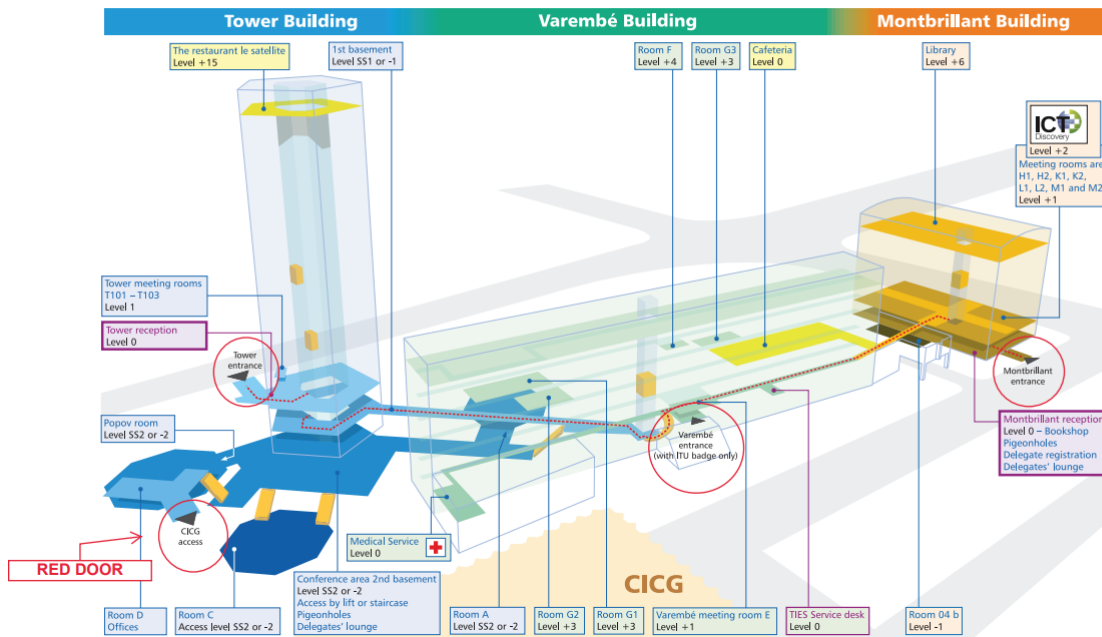 Tower Building
Varembé Building
Montbrillant Building
The restaurant le satellite
Level +15
1st basement
Level SS1 or -1
Room F
Level +4
Room G3
Level +3
Cafeteria
Level 0
Library
Level +6
ICT
Discovery
Level +2
Meeting rooms are
H1, H2, K1, K2,
L1, L2, M1 and M2
Level +1
Tower meeting rooms
T101 – T103
Level 1
Tower reception
Level 0
Tower
entrance
Montbrillant
entrance
Popov room
Level SS2 or -2
Varembé
entrance
(with ITU badge only)
Montbrillant reception
Level 0 – Bookshop
Pigeonholes
Delegate registration
Delegates' lounge
CICG
access
RED DOOR
Medical Service
Level 0
CICG
Room D
Offices
Room C
Access level SS2 or -2
Conference area 2nd basement
Level SS2 or -2
Access by lift or staircase
Pigeonholes
Delegates' lounge
Room A
Level SS2 or -2
Room G2
Level +3
Room G1
Level +3
Varembé meeting room E
Level +1
TIES Service desk
Level 0
Room 04 b
Level -1